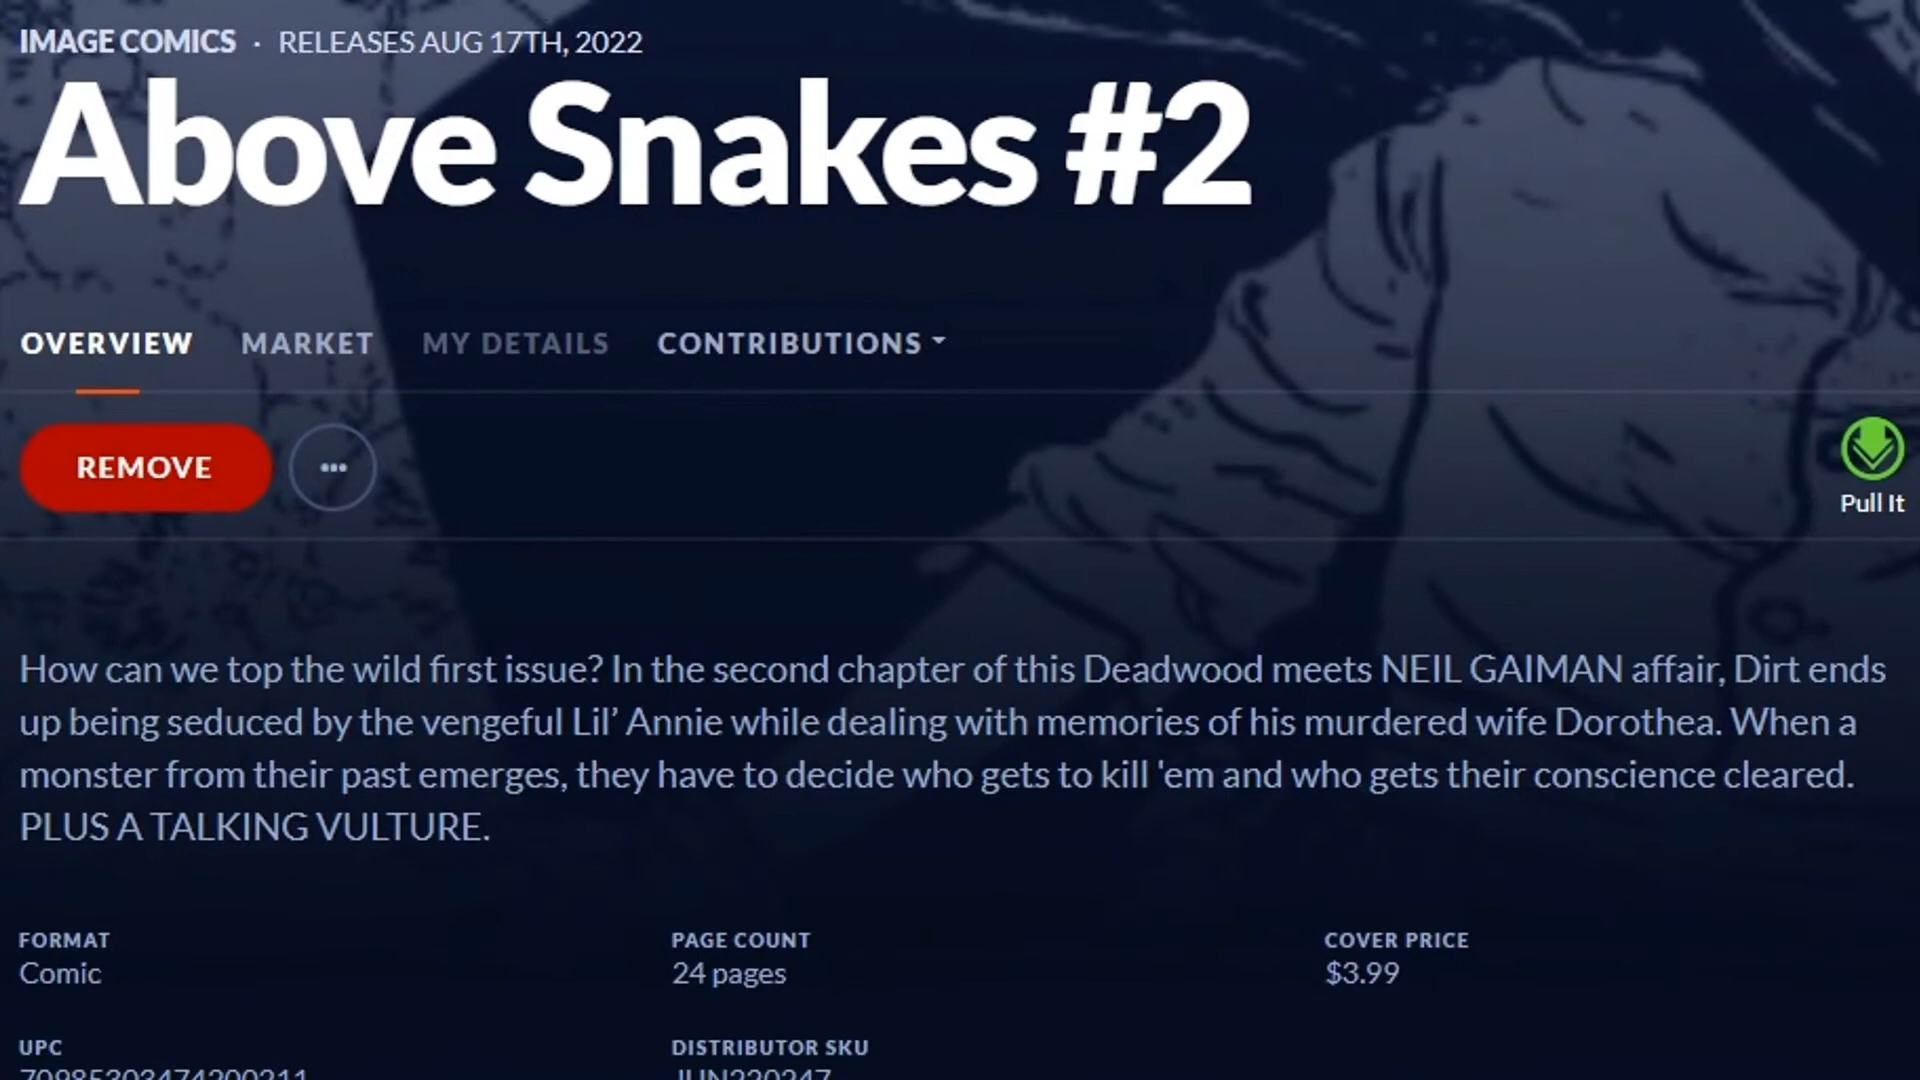 IMAGE COMICS · RELEASES AUG 17TH, 2022
Above Snakes #2
OVERVIEW MARKET MY DETAILS CONTRIBUTIONS
REMOVE ···
Pull It
How can we top the wild first issue? In the second chapter of this Deadwood meets NEIL GAIMAN affair, Dirt ends
up being seduced by the vengeful Lil’ Annie while dealing with memories of his murdered wife Dorothea. When a
monster from their past emerges, they have to decide who gets to kill 'em and who gets their conscience cleared.
PLUS A TALKING VULTURE.
FORMAT PAGE COUNT COVER PRICE
Comic 24 pages $3.99
UPC DISTRIBUTOR SKU
70985303474200211 JUN220247